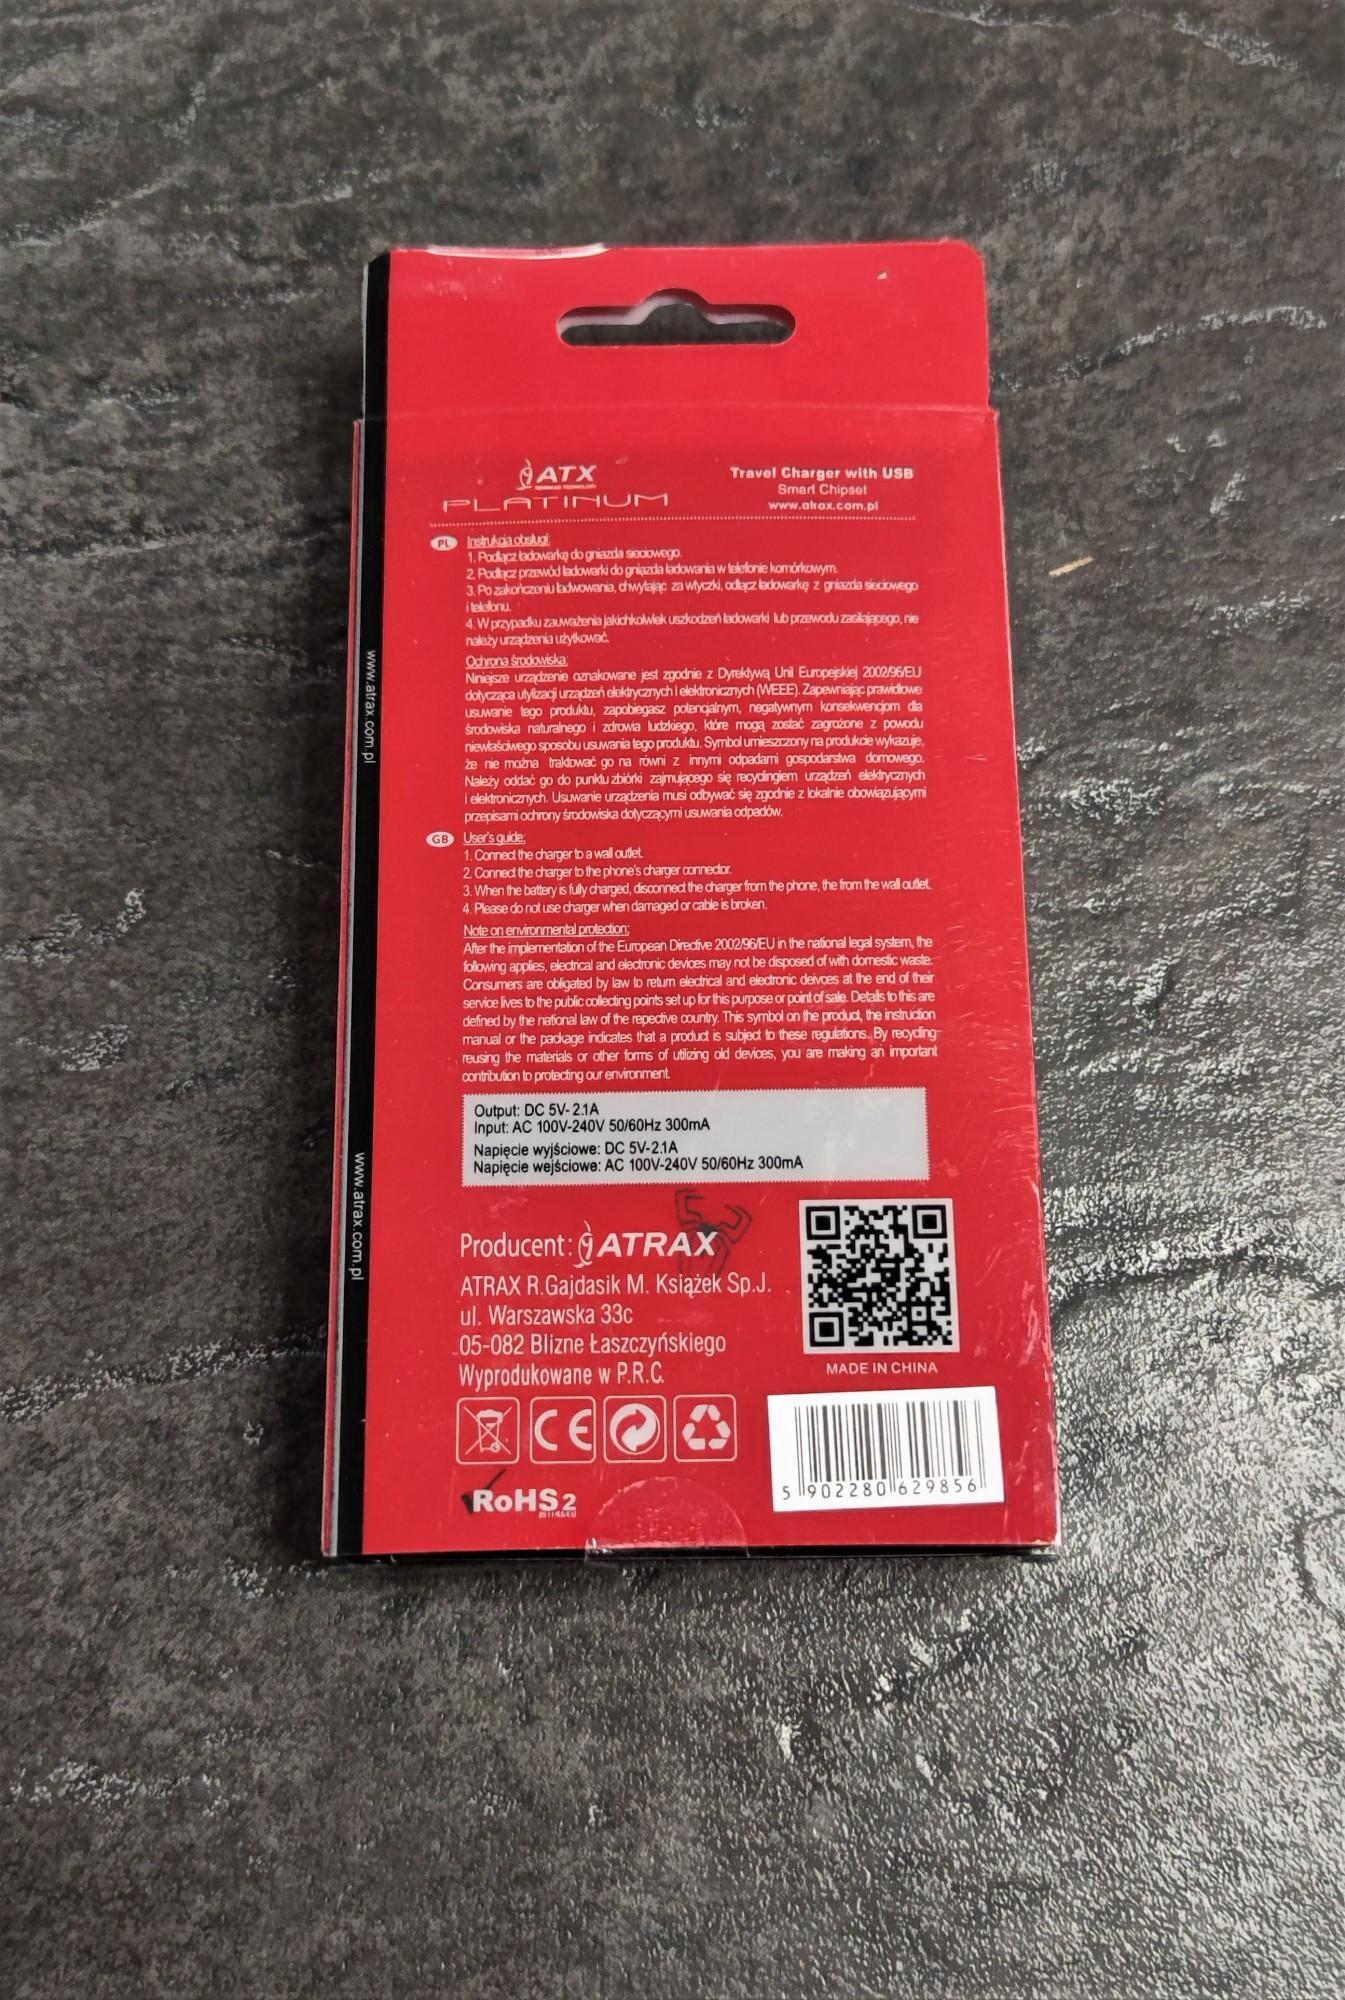 ATX
PLATINUM
Travel Charger with USB
Smart Chipset
www.atrax.com.pl
PL
Instrukcja obsługi:
1. Podłącz ładowarkę do gniazda sieciowego.
2. Podłącz przewód ładowarki do gniazda ładowania w telefonie komórkowym.
3. Po zakończeniu ładwowania, chwytając za wtyczki, odłącz ładowarkę z gniazda sieciowego
i telefonu.
4. W przypadku zauważenia jakichkolwiek uszkodzeń ładowarki lub przewodu zasilającego, nie
należy urządzenia użytkować.
Ochrona środowiska:
Niniejsze urządzenie oznakowane jest zgodnie z Dyrektywą Unii Europejskiej 2002/96/EU
dotycząca utylizacji urządzeń elektrycznych i elektronicznych (WEEE). Zapewniając prawidłowe
usuwanie tego produktu, zapobiegasz potencjalnym, negatywnym konsekwencjom dla
środowiska naturalnego i zdrowia ludzkiego, które mogą zostać zagrożone z powodu
niewłaściwego sposobu usuwania tego produktu. Symbol umieszczony na produkcie wykazuje,
że nie można traktować go na równi z innymi odpadami gospodarstwa domowego.
Należy oddać go do punktu zbiórki zajmującego się recyclingiem urządzeń elektrycznych
i elektronicznych. Usuwanie urządzenia musi odbywać się zgodnie z lokalnie obowiązującymi
przepisami ochrony środowiska dotyczącymi usuwania odpadów.
GB
User's guide:
1. Connect the charger to a wall outlet.
2. Connect the charger to the phone's charger connector.
3. When the battery is fully charged, disconnect the charger from the phone, the from the wall outlet.
4. Please do not use charger when damaged or cable is broken.
Note on environmental protection:
After the implementation of the European Directive 2002/96/EU in the national legal system, the
following applies, electrical and electronic devices may not be disposed of with domestic waste.
Consumers are obligated by law to return electrical and electronic deivces at the end of their
service lives to the public collecting points set up for this purpose or point of sale. Details to this are
defined by the national law of the repective country. This symbol on the product, the instruction
manual or the package indicates that a product is subject to these regulations. By recycling
reusing the materials or other forms of utilizing old devices, you are making an important
contribution to protecting our environment.
Output: DC 5V- 2.1A
Input: AC 100V-240V 50/60Hz 300mA
Napięcie wyjściowe: DC 5V-2.1A
Napięcie wejściowe: AC 100V-240V 50/60Hz 300mA
Producent: ATRAX
ATRAX R.Gajdasik M. Książek Sp.J.
ul. Warszawska 33c
05-082 Blizne Łaszczyńskiego
Wyprodukowane w P.R.C.
MADE IN CHINA
CE
RoHS 2
5 902280 629856
www.atrax.com.pl
www.atrax.com.pl